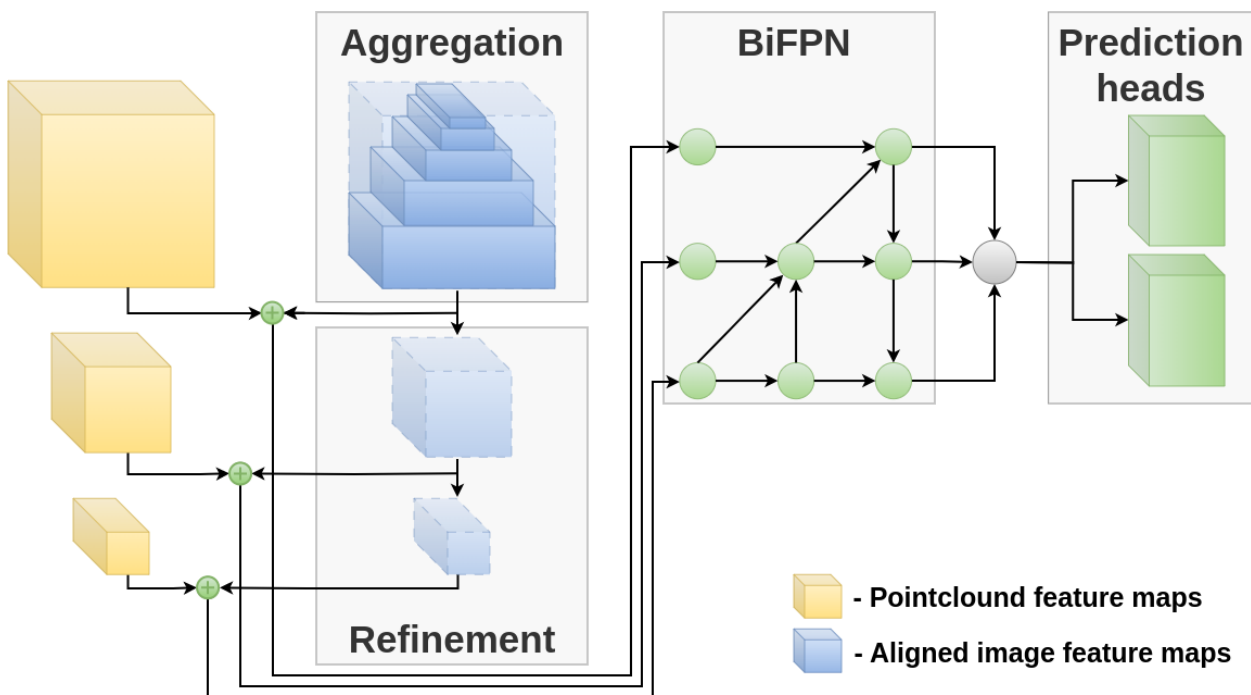 Aggregation
BiFPN
Prediction
heads
Refinement
- Pointclound feature maps
- Aligned image feature maps